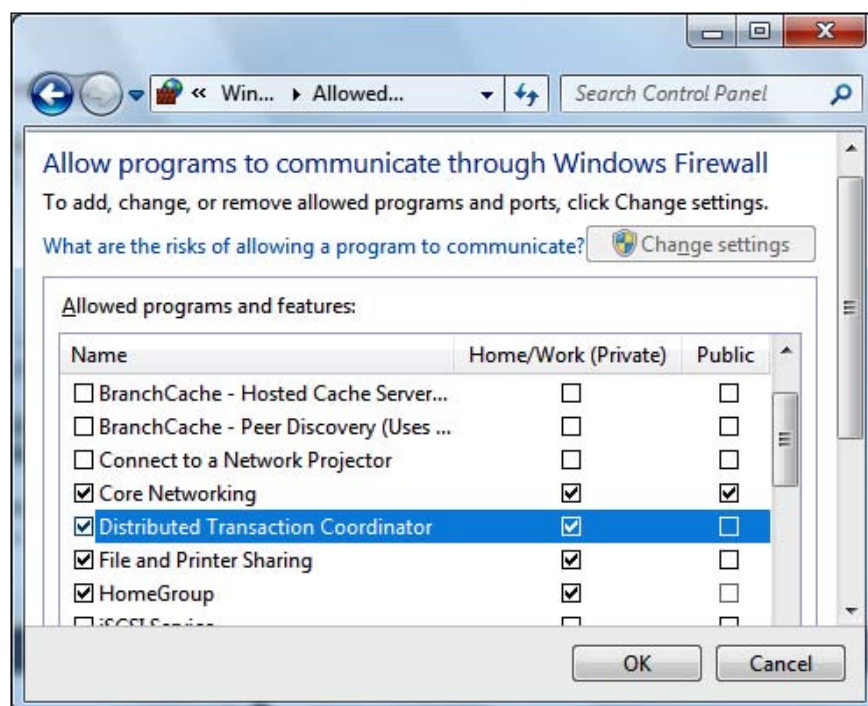 « Win... Allowed... Search Control Panel
Allow programs to communicate through Windows Firewall
To add, change, or remove allowed programs and ports, click Change settings.
What are the risks of allowing a program to communicate? Change settings
Allowed programs and features:
Name Home/Work (Private) Public
BranchCache - Hosted Cache Server...
BranchCache - Peer Discovery (Uses ...
Connect to a Network Projector
Core Networking
Distributed Transaction Coordinator
File and Printer Sharing
HomeGroup
iSCSI Service
OK Cancel